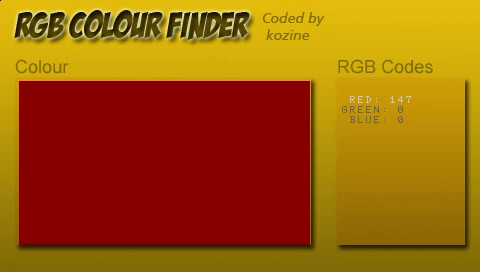 RGB COLOUR FINDER
Coded by
kozine
Colour
RGB Codes
RED: 147
GREEN: 0
BLUE: 0